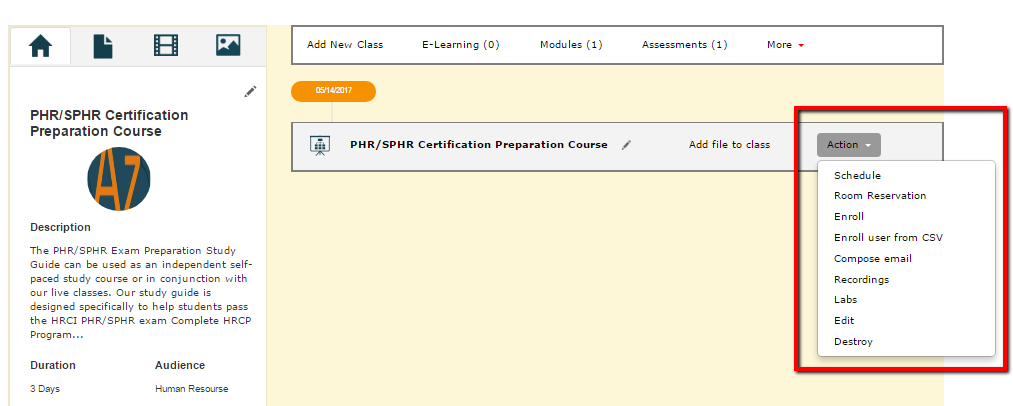 Add New Class E-Learning (0) Modules (1) Assessments (1) More
05/14/2017
PHR/SPHR Certification
Preparation Course
A7
Description
The PHR/SPHR Exam Preparation Study
Guide can be used as an independent self-
paced study course or in conjunction with
our live classes. Our study guide is
designed specifically to help students pass
the HRCI PHR/SPHR exam Complete HRCP
Program...
Duration Audience
3 Days Human Resourse
PHR/SPHR Certification Preparation Course Add file to class Action
Schedule
Room Reservation
Enroll
Enroll user from CSV
Compose email
Recordings
Labs
Edit
Destroy